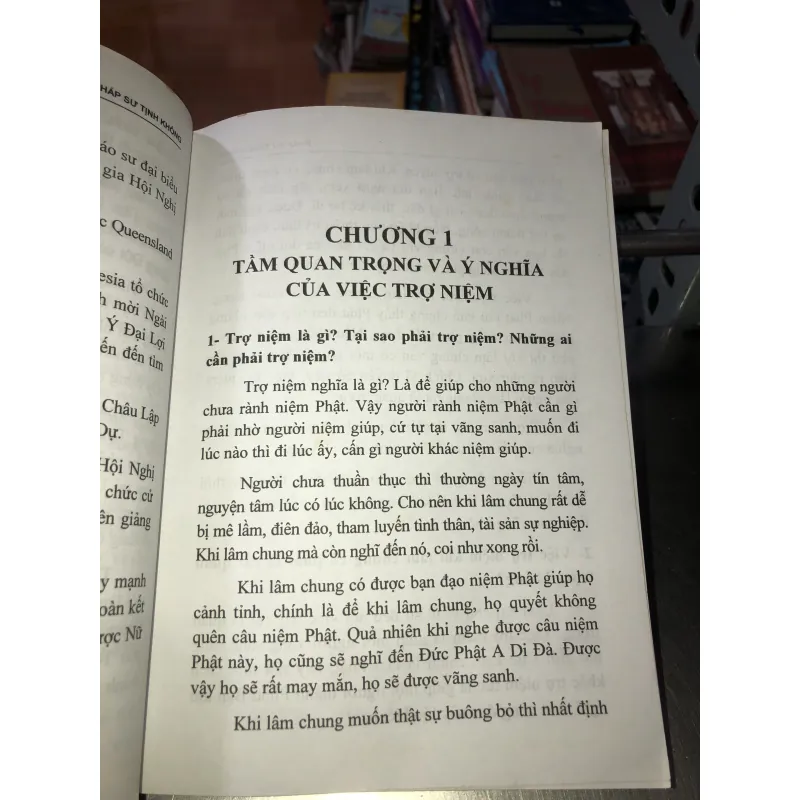 HÁP SƯ TỊNH KHÔNG
áo sư đại biểu
gia Hội Nghị
c Queensland
esia tổ chức
h mời Ngài
Ý Đại Lợi
ến đến tìm
Châu Lập
Dự.
Hội Nghị
chức cử
ên giảng
y mạnh
oàn kết
rợc Nữ
CHƯƠNG 1
TẦM QUAN TRỌNG VÀ Ý NGHĨA
CỦA VIỆC TRỢ NIỆM
1- Trợ niệm là gì? Tại sao phải trợ niệm? Những ai
cần phải trợ niệm?
Trợ niệm nghĩa là gì? Là để giúp cho những người
chưa rành niệm Phật. Vậy người rành niệm Phật cần gì
phải nhờ người niệm giúp, cứ tự tại vãng sanh, muốn đi
lúc nào thì đi lúc ấy, cấn gì người khác niệm giúp.
Người chưa thuần thục thì thường ngày tín tâm,
nguyện tâm lúc có lúc không. Cho nên khi lâm chung rất dễ
bị mê lầm, điên đảo, tham luyến tình thân, tài sản sự nghiệp.
Khi lâm chung mà còn nghĩ đến nó, coi như xong rồi.
Khi lâm chung có được bạn đạo niệm Phật giúp họ
cảnh tỉnh, chính là để khi lâm chung, họ quyết không
quên câu niệm Phật. Quả nhiên khi nghe được câu niệm
Phật này, họ cũng sẽ nghĩ đến Đức Phật A Di Đà. Được
vậy họ sẽ rất may mắn, họ sẽ được vãng sanh.
Khi lâm chung muốn thật sự buông bỏ thì nhất định